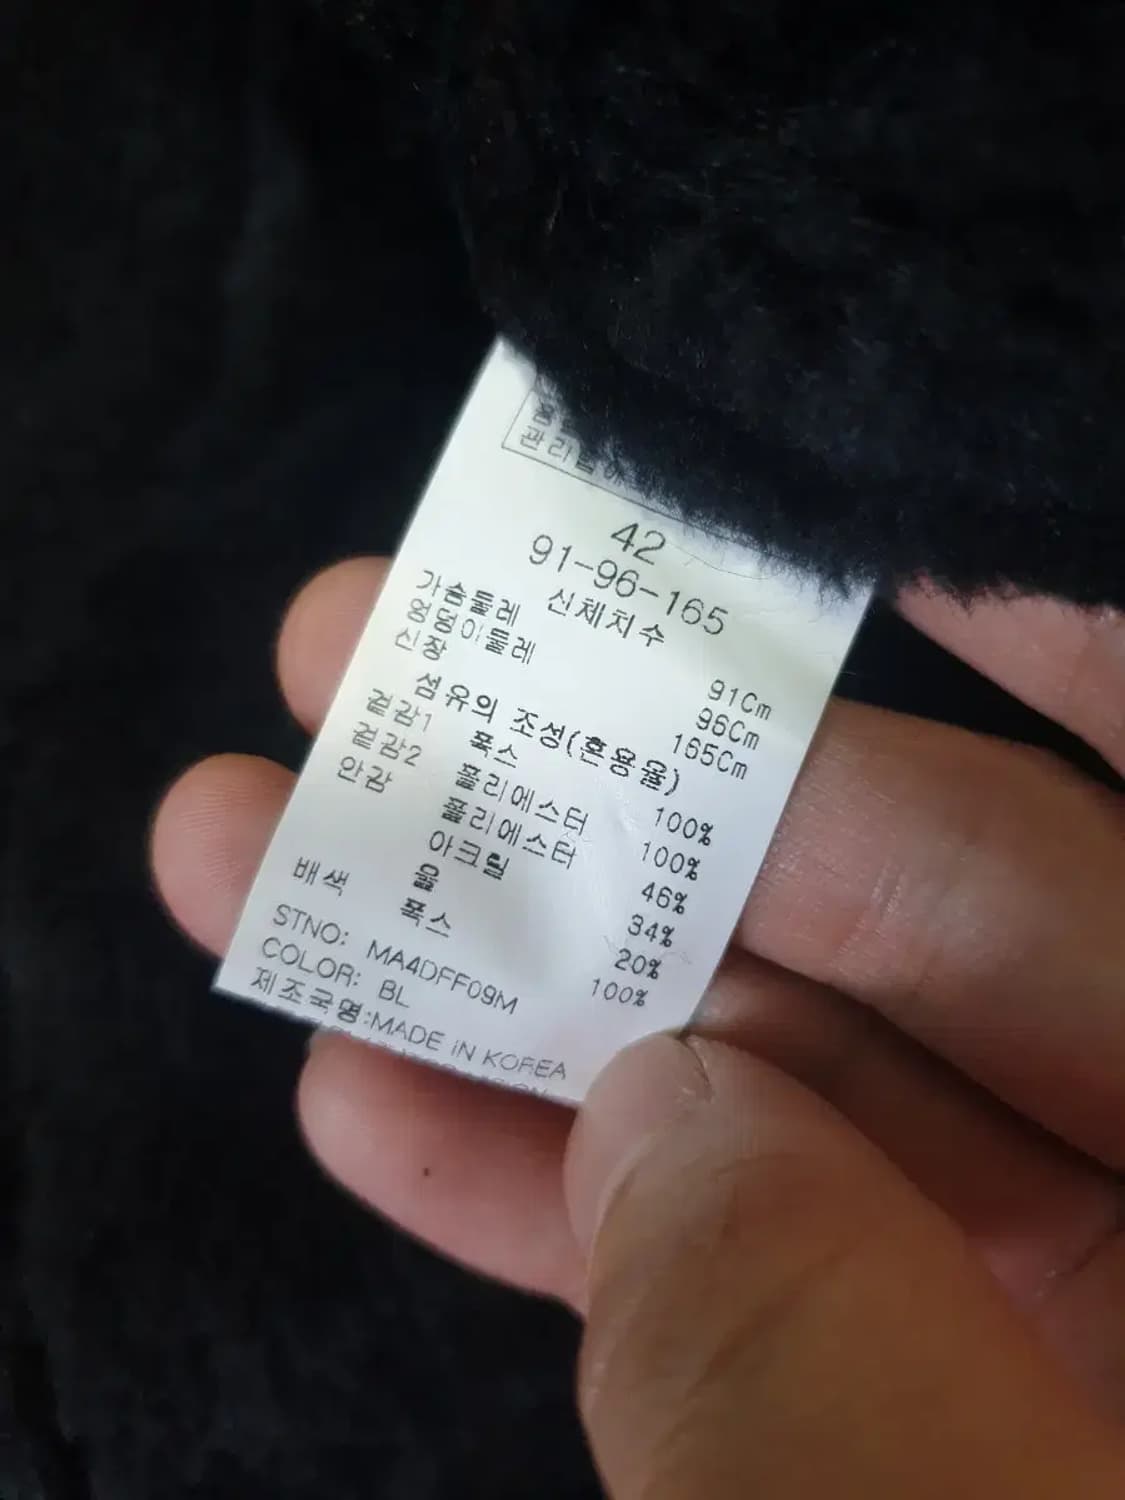 관리
42
91-96-165
신체치수
가슴둘레 91Cm
엉덩이둘레 96Cm
신장 165Cm
섬유의 조성(혼용율)
겉감1 폭스 100%
겉감2 폴리에스터 100%
안감 폴리에스터 46%
아크릴 34%
울 20%
배색 폭스 100%
STNO: MA4DFF09M
COLOR: BL
제조국명:MADE IN KOREA